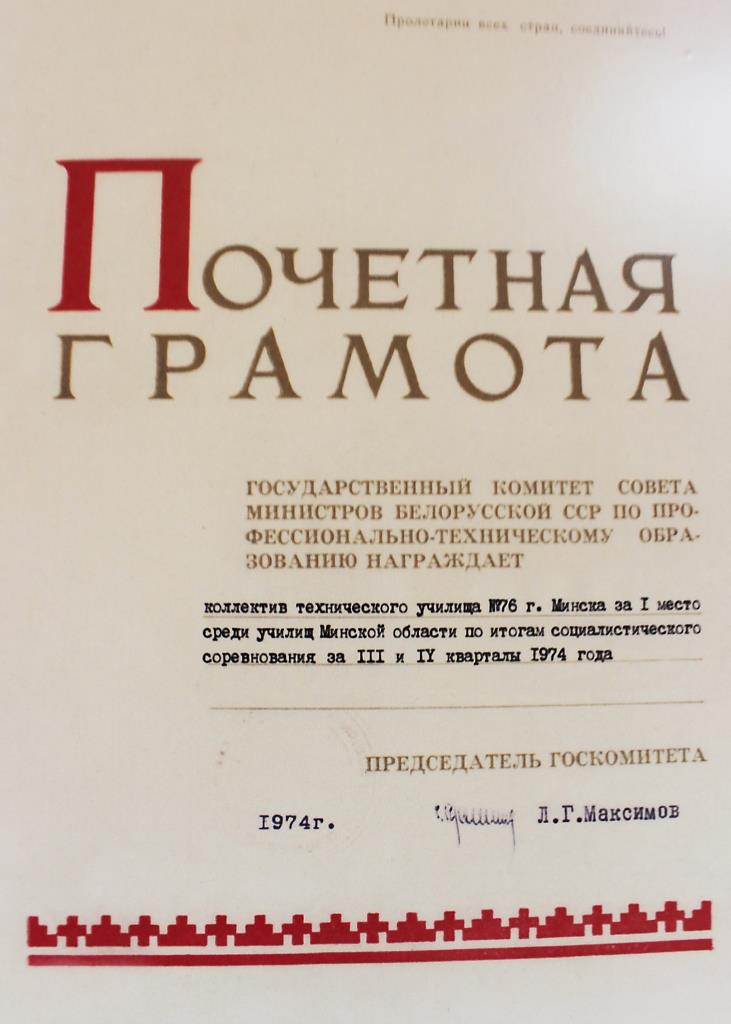 Пролетарии всех стран, соединяйтесь!
ПОЧЕТНАЯ
ГРАМОТА
ГОСУДАРСТВЕННЫЙ КОМИТЕТ СОВЕТА
МИНИСТРОВ БЕЛОРУССКОЙ ССР ПО ПРО-
ФЕССИОНАЛЬНО-ТЕХНИЧЕСКОМУ ОБРА-
ЗОВАНИЮ НАГРАЖДАЕТ
коллектив технического училища №76 г. Минска за I место
среди училищ Минской области по итогам социалистического
соревнования за III и IY кварталы 1974 года
ПРЕДСЕДАТЕЛЬ ГОСКОМИТЕТА
1974г.
Л.Г.Максимов